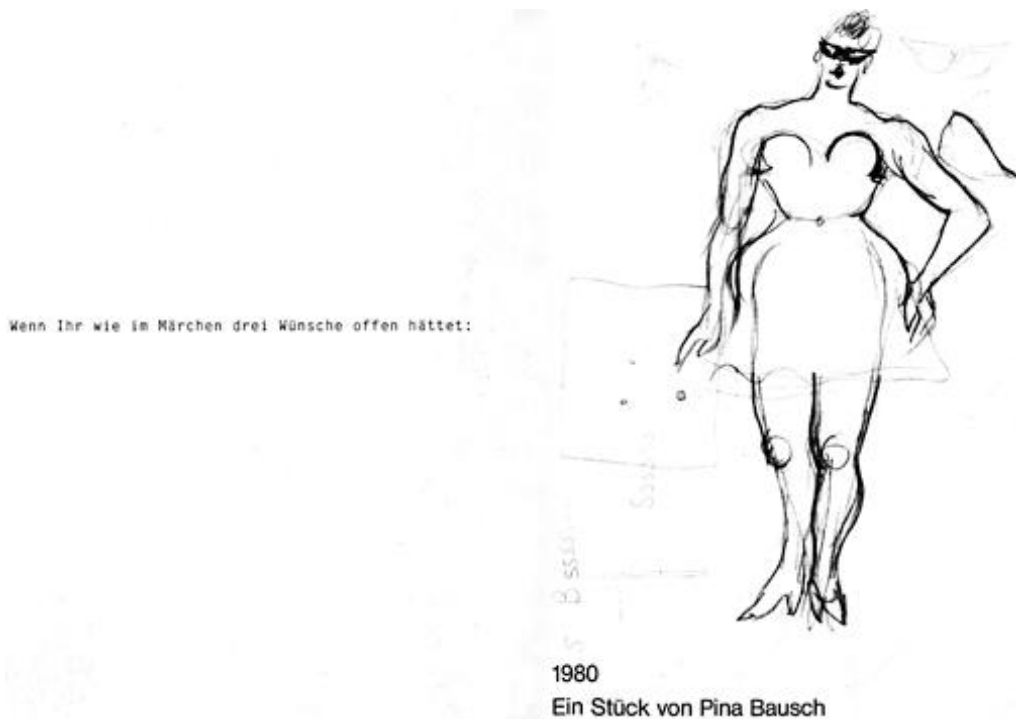 Wenn Ihr wie im Märchen drei Wünsche offen hättet:
1980
Ein Stück von Pina Bausch